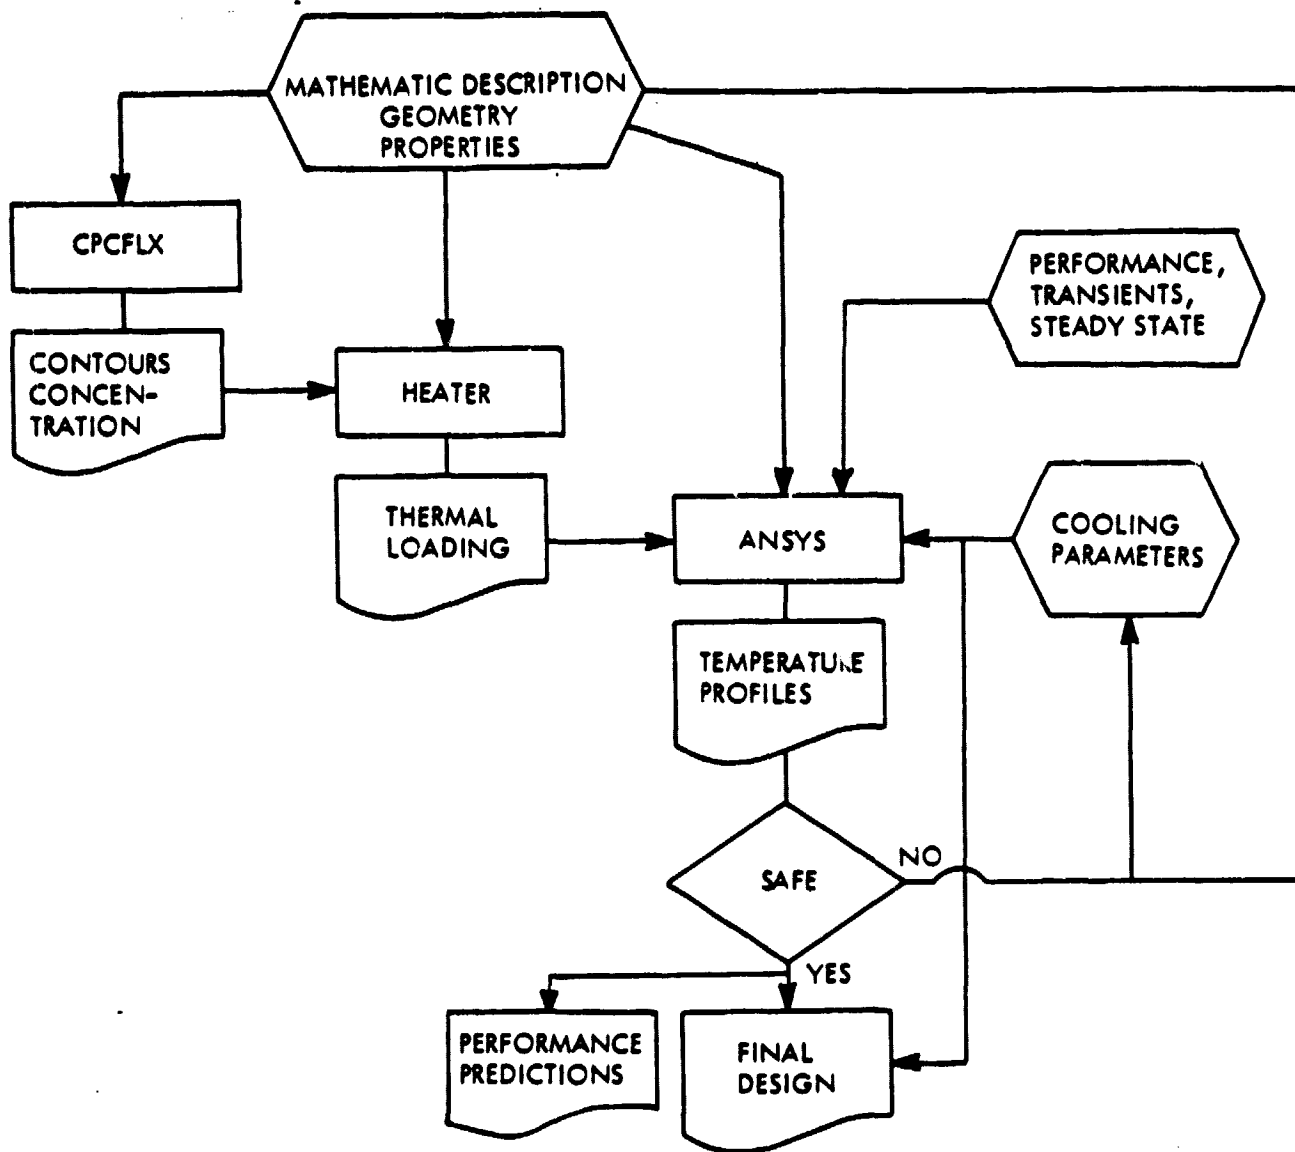 MATHEMATIC DESCRIPTION
GEOMETRY
PROPERTIES
CPCFLX
PERFORMANCE,
TRANSIENTS,
STEADY STATE
CONTOURS
CONCEN-
TRATION
HEATER
THERMAL
LOADING
ANSYS
COOLING
PARAMETERS
TEMPERATURE
PROFILES
SAFE
NO
YES
PERFORMANCE
PREDICTIONS
FINAL
DESIGN